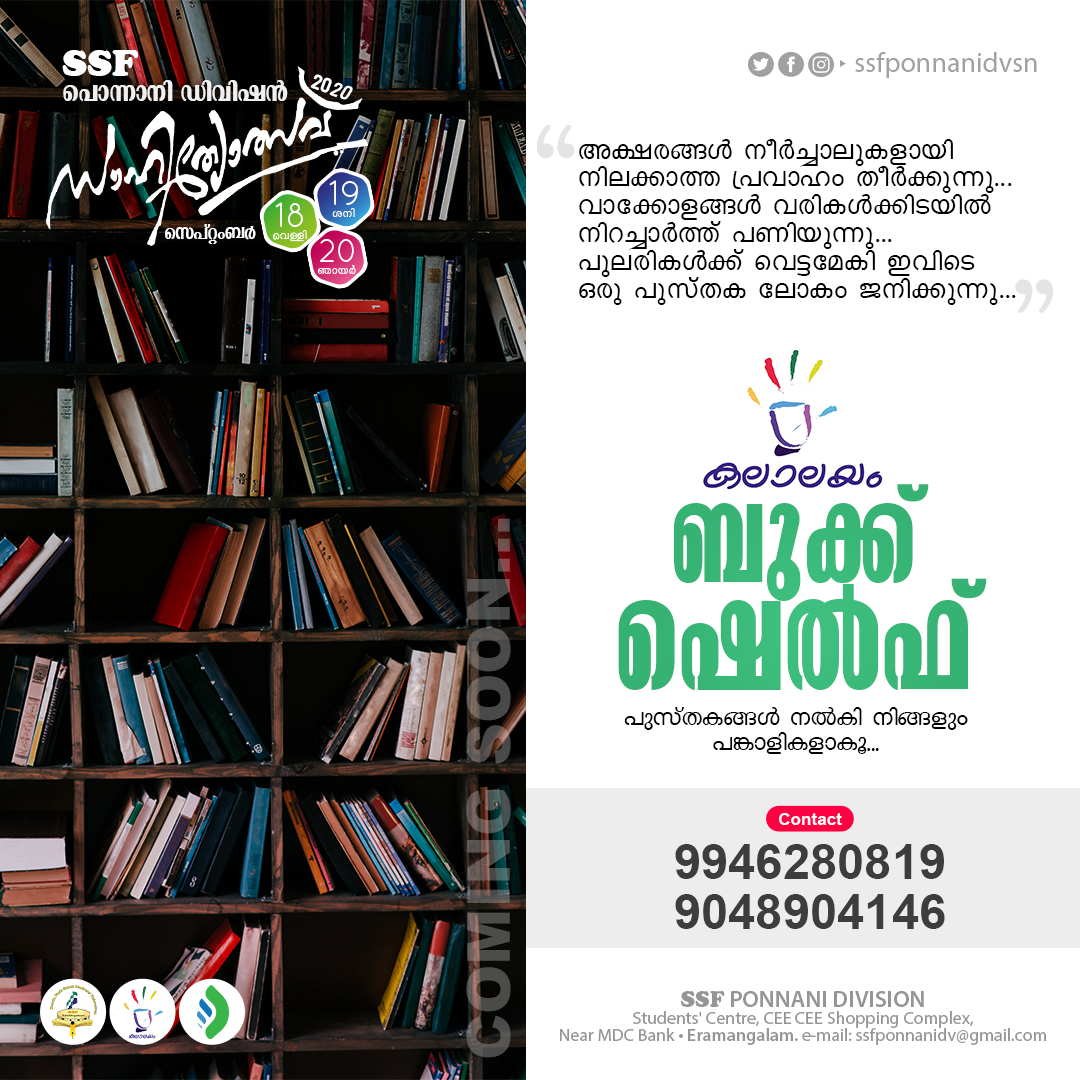 SSF
പൊന്നാനി ഡിവിഷൻ
2020
സാഹിത്യോത്സവ്
സെപ്റ്റംബർ
18
വെള്ളി
19
ശനി
20
ഞായർ
COMING SOON...
കലാലയം
ssfponnanidvsn
“അക്ഷരങ്ങൾ നീർച്ചാലുകളായി
നിലക്കാത്ത പ്രവാഹം തീർക്കുന്നു...
വാക്കോളങ്ങൾ വരികൾക്കിടയിൽ
നിറച്ചാർത്ത് പണിയുന്നു...
പുലരികൾക്ക് വെട്ടമേകി ഇവിടെ
ഒരു പുസ്തക ലോകം ജനിക്കുന്നു...”
കലാലയം
ബുക്ക്
ഷെൽഫ്
പുസ്തകങ്ങൾ നൽകി നിങ്ങളും
പങ്കാളികളാകൂ...
Contact
9946280819
9048904146
SSF PONNANI DIVISION
Students' Centre, CEE CEE Shopping Complex,
Near MDC Bank • Eramangalam. e-mail: ssfponnanidv@gmail.com